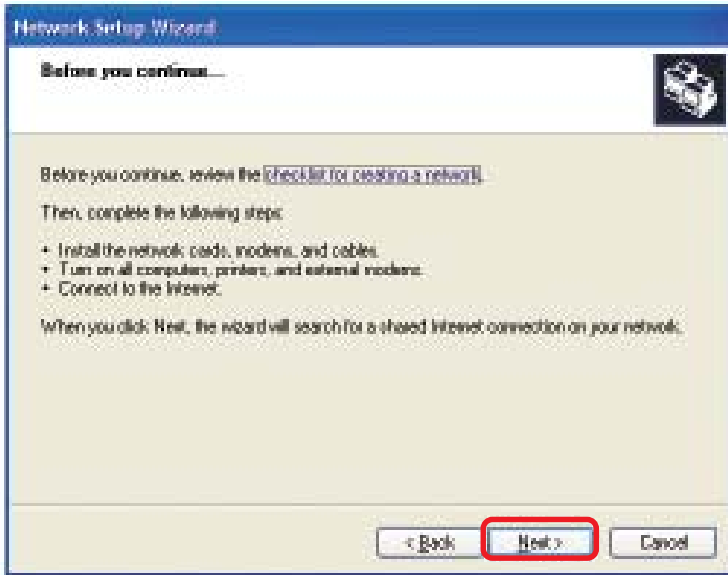 Network Setup Wizard
Before you continue...
Before you continue, review the checklist for creating a network.
Then, complete the following steps:
• Install the network cards, modems, and cables.
• Turn on all computers, printers, and external modems.
• Connect to the Internet.
When you click Next, the wizard will search for a shared Internet connection on your network.
< Back Next > Cancel